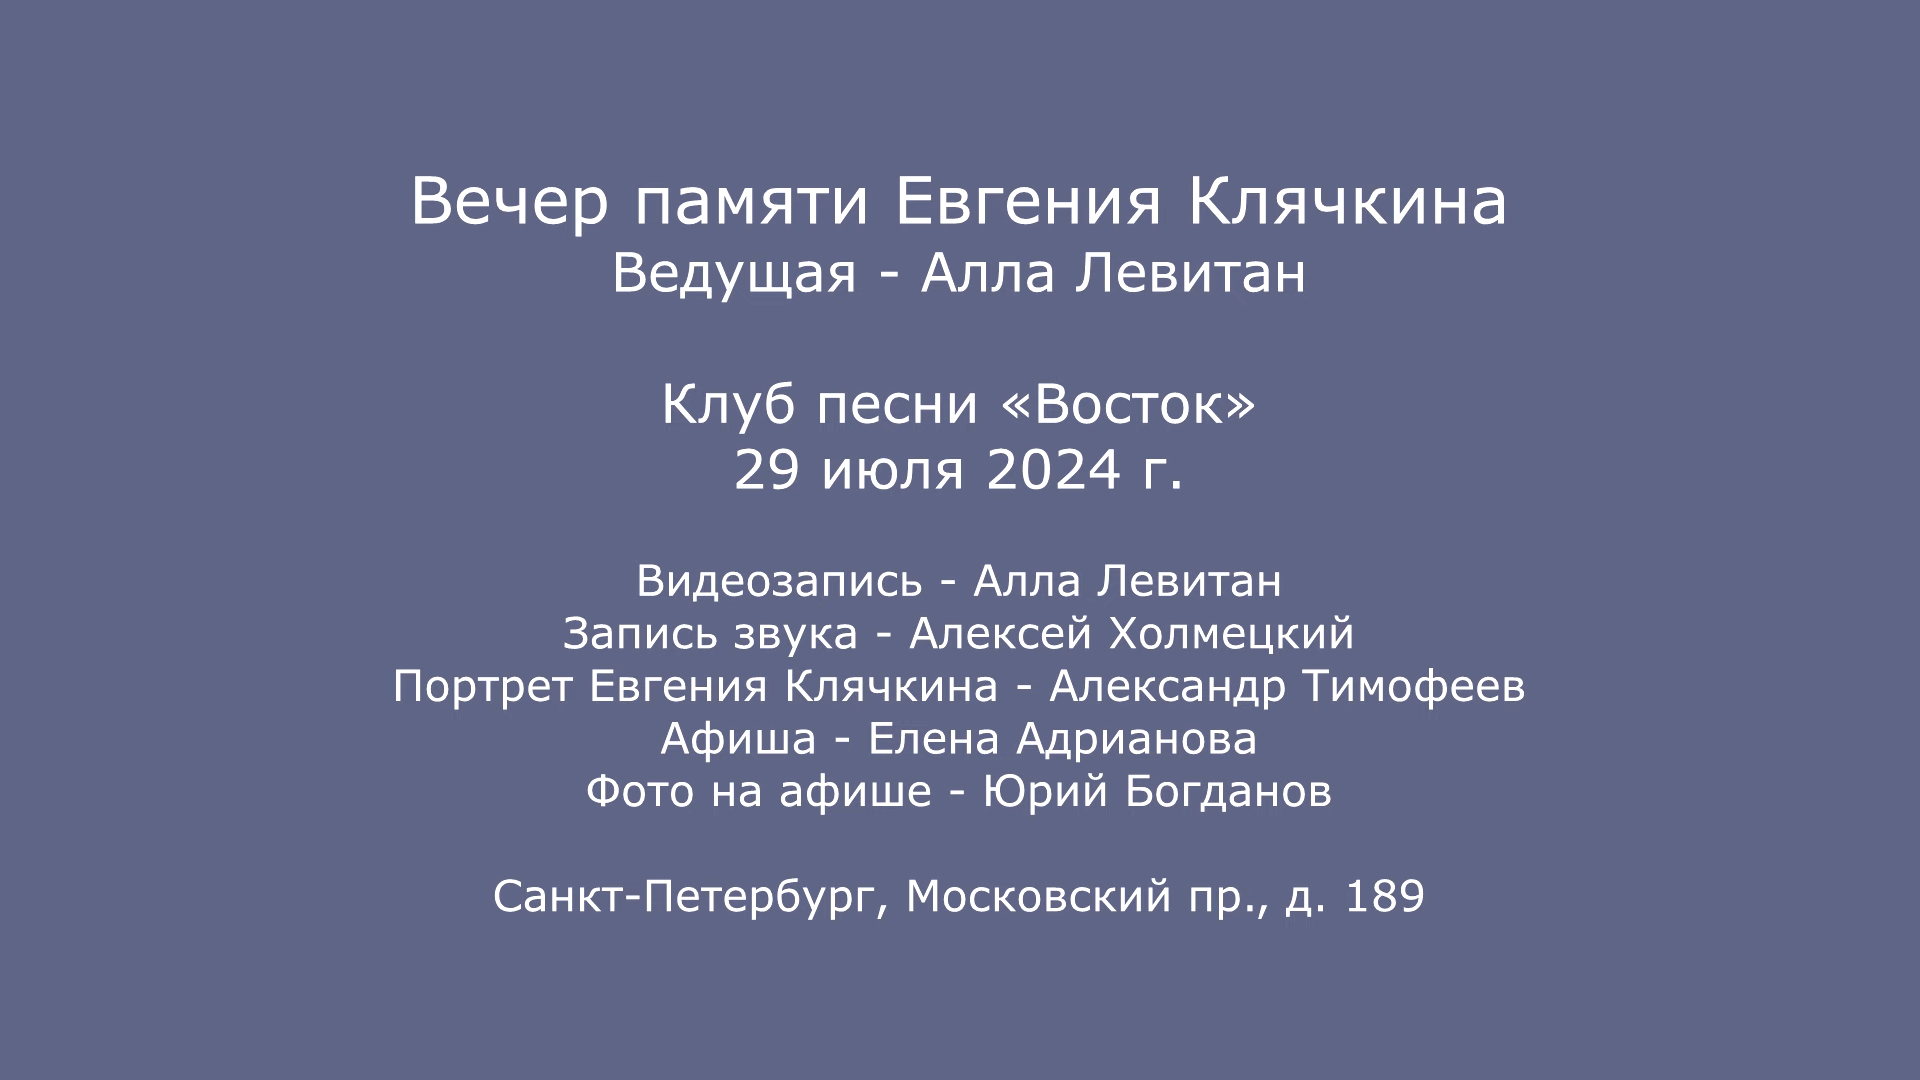 Вечер памяти Евгения Клячкина
Ведущая - Алла Левитан
Клуб песни «Восток»
29 июля 2024 г.
Видеозапись - Алла Левитан
Запись звука - Алексей Холмецкий
Портрет Евгения Клячкина - Александр Тимофеев
Афиша - Елена Адрианова
Фото на афише - Юрий Богданов
Санкт-Петербург, Московский пр., д. 189